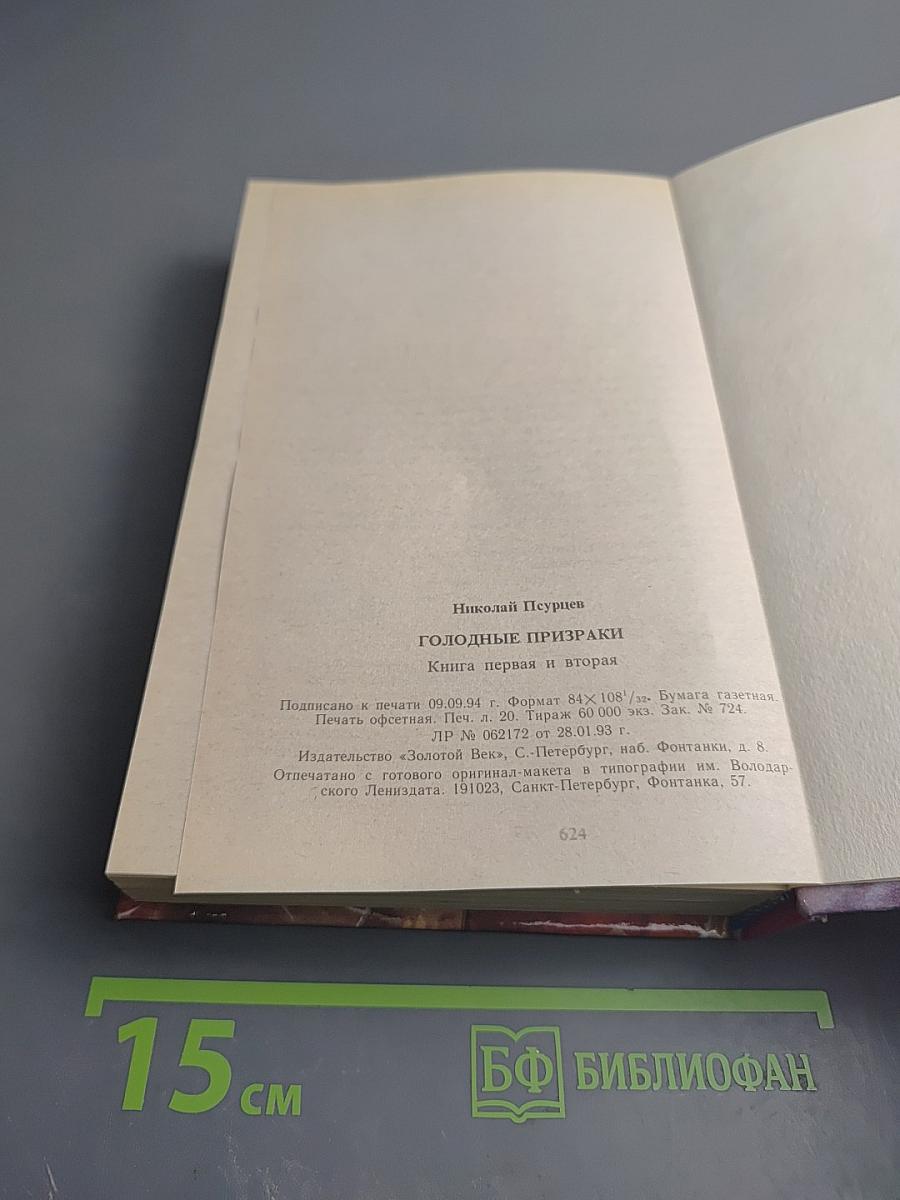 Николай Псурцев
ГОЛОДНЫЕ ПРИЗРАКИ
Книга первая и вторая
Подписано к печати 09.09.94 г. Формат 84×108¹/₃₂. Бумага газетная.
Печать офсетная. Печ. л. 20. Тираж 60 000 экз. Зак. № 724.
ЛР № 062172 от 28.01.93 г.
Издательство «Золотой Век», С.-Петербург, наб. Фонтанки, д. 8.
Отпечатано с готового оригинал-макета в типографии им. Володар-
ского Лениздата. 191023, Санкт-Петербург, Фонтанка, 57.
624
15 см
БФ БИБЛИОФАН